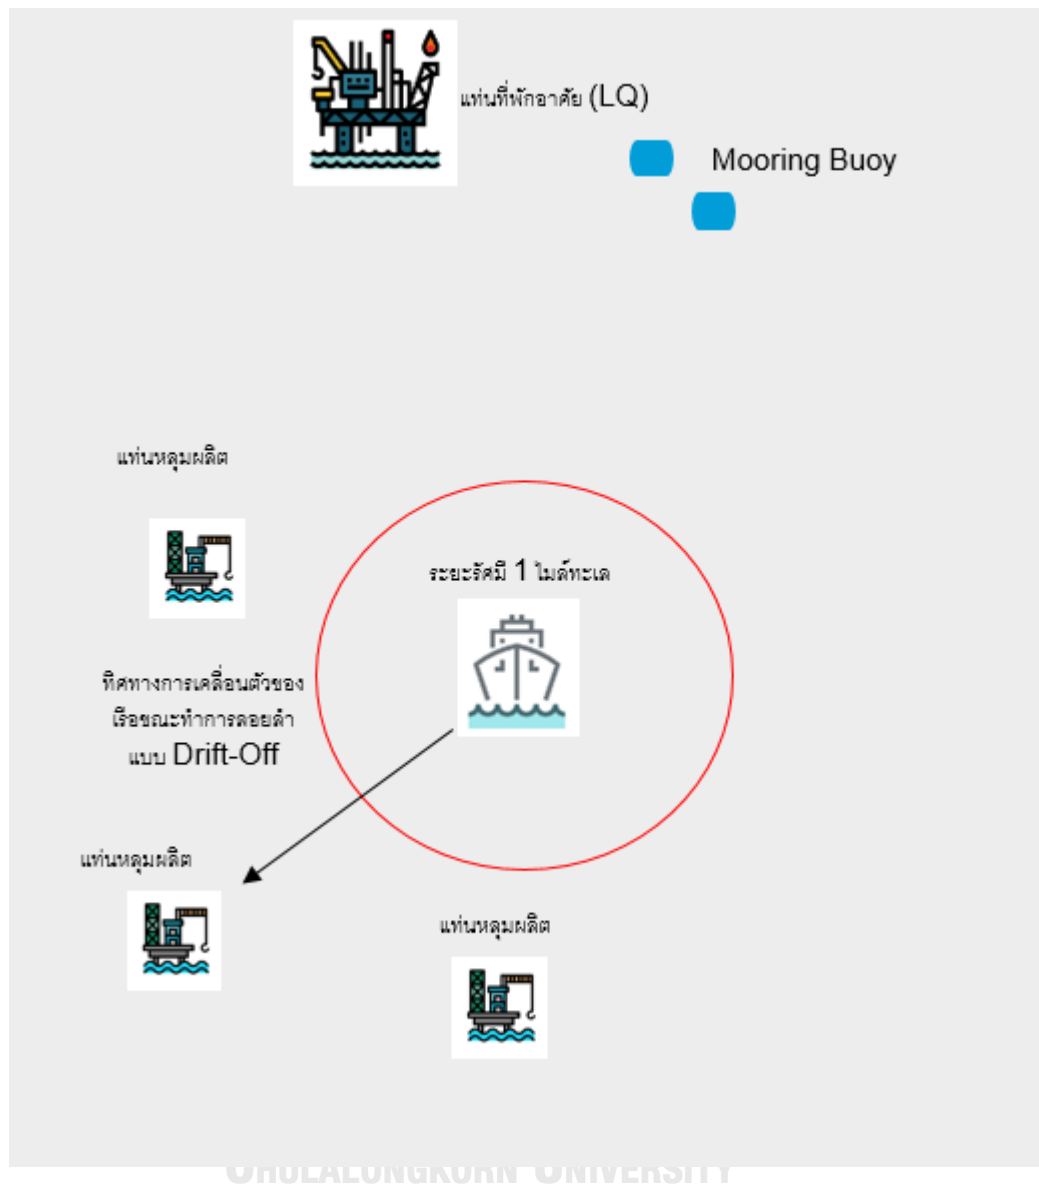 แท่นที่พักอาศัย (LQ)
Mooring Buoy
แท่นหลุมผลิต
ระยะรัศมี 1 ไมล์ทะเล
ทิศทางการเคลื่อนตัวของ
เรือขณะทำการลอยลำ
แบบ Drift-Off
แท่นหลุมผลิต
แท่นหลุมผลิต
CHULALONGKORN UNIVERSITY